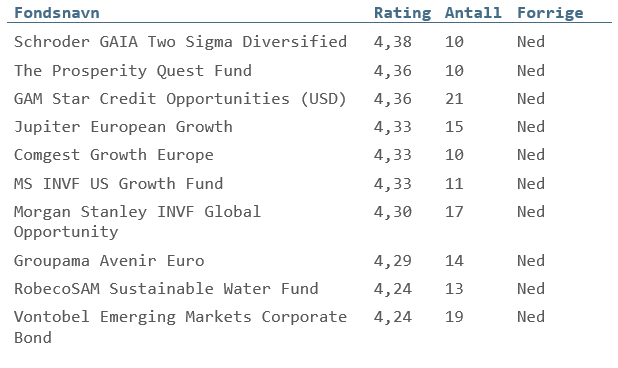 Fondsnavn Rating Antall Forrige
Schroder GAIA Two Sigma Diversified 4,38 10 Ned
The Prosperity Quest Fund 4,36 10 Ned
GAM Star Credit Opportunities (USD) 4,36 21 Ned
Jupiter European Growth 4,33 15 Ned
Comgest Growth Europe 4,33 10 Ned
MS INVF US Growth Fund 4,33 11 Ned
Morgan Stanley INVF Global 4,30 17 Ned
Opportunity
Groupama Avenir Euro 4,29 14 Ned
RobecoSAM Sustainable Water Fund 4,24 13 Ned
Vontobel Emerging Markets Corporate 4,24 19 Ned
Bond